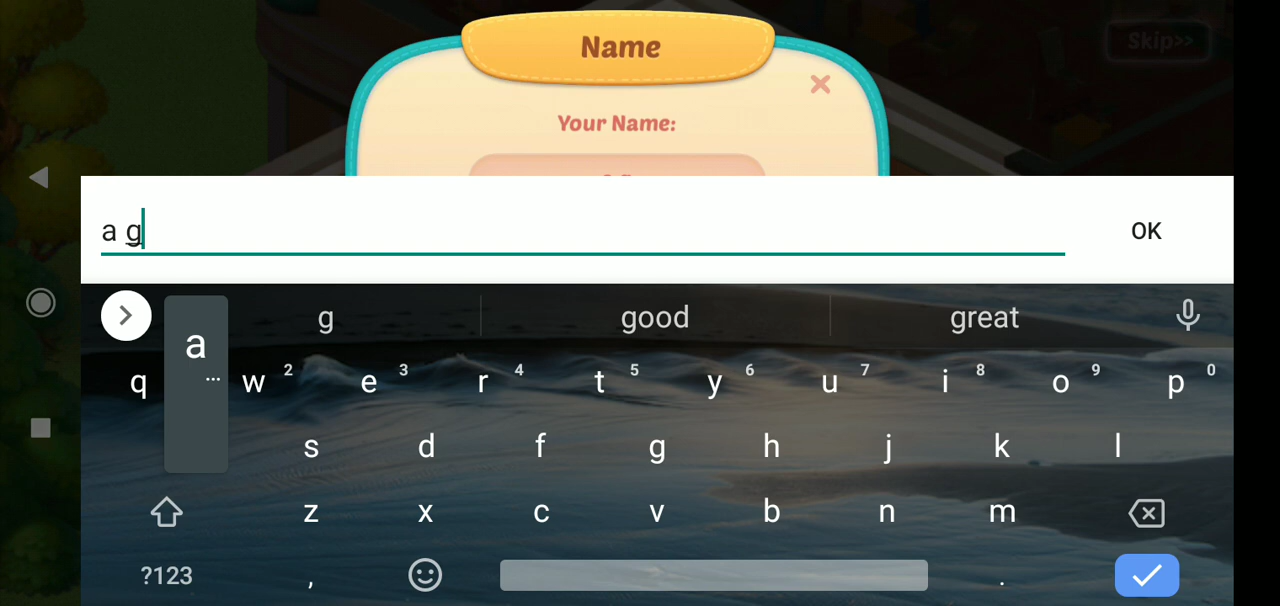 Name
Skip>>
Your Name:
a g
OK
g good great
a
q w 2 e 3 r 4 t 5 y 6 u 7 i 8 o 9 p 0
s d f g h j k l
z x c v b n m
?123 , .